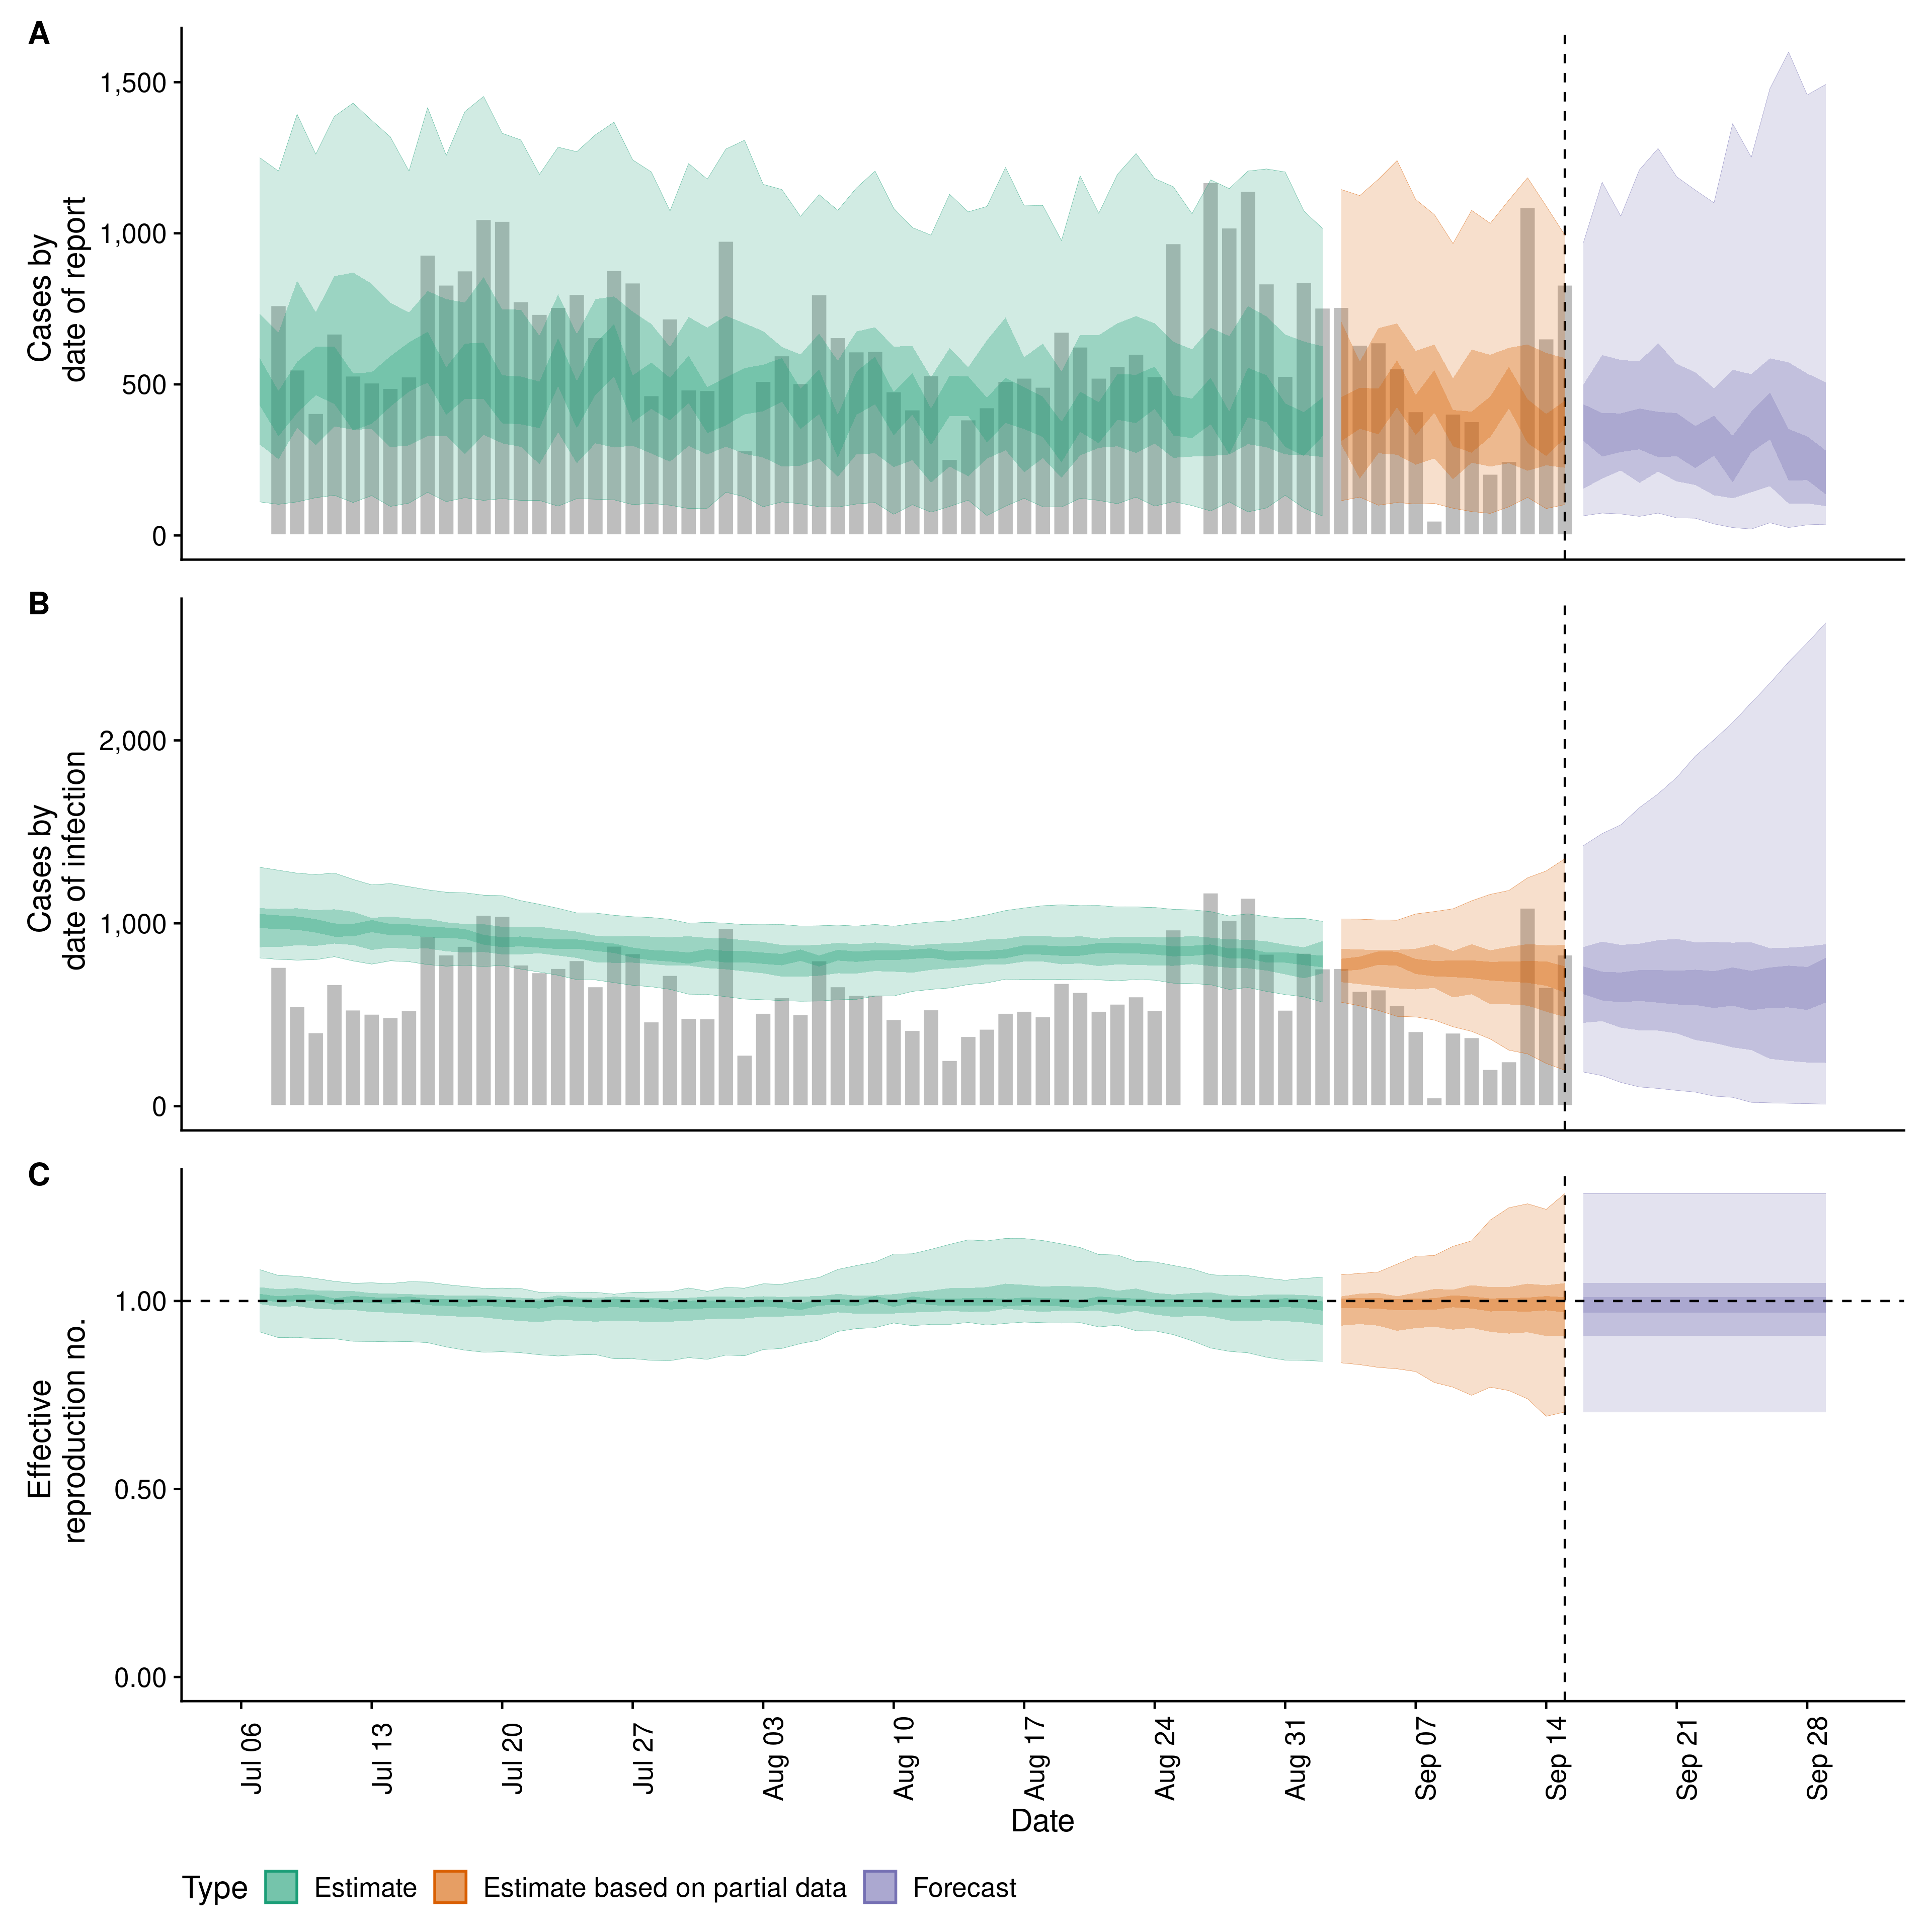 A
Cases by
date of report
1,500
1,000
500
0
B
Cases by
date of infection
2,000
1,000
0
C
Effective
reproduction no.
1.00
0.50
0.00
Jul 06
Jul 13
Jul 20
Jul 27
Aug 03
Aug 10
Aug 17
Aug 24
Aug 31
Sep 07
Sep 14
Sep 21
Sep 28
Date
Type Estimate Estimate based on partial data Forecast